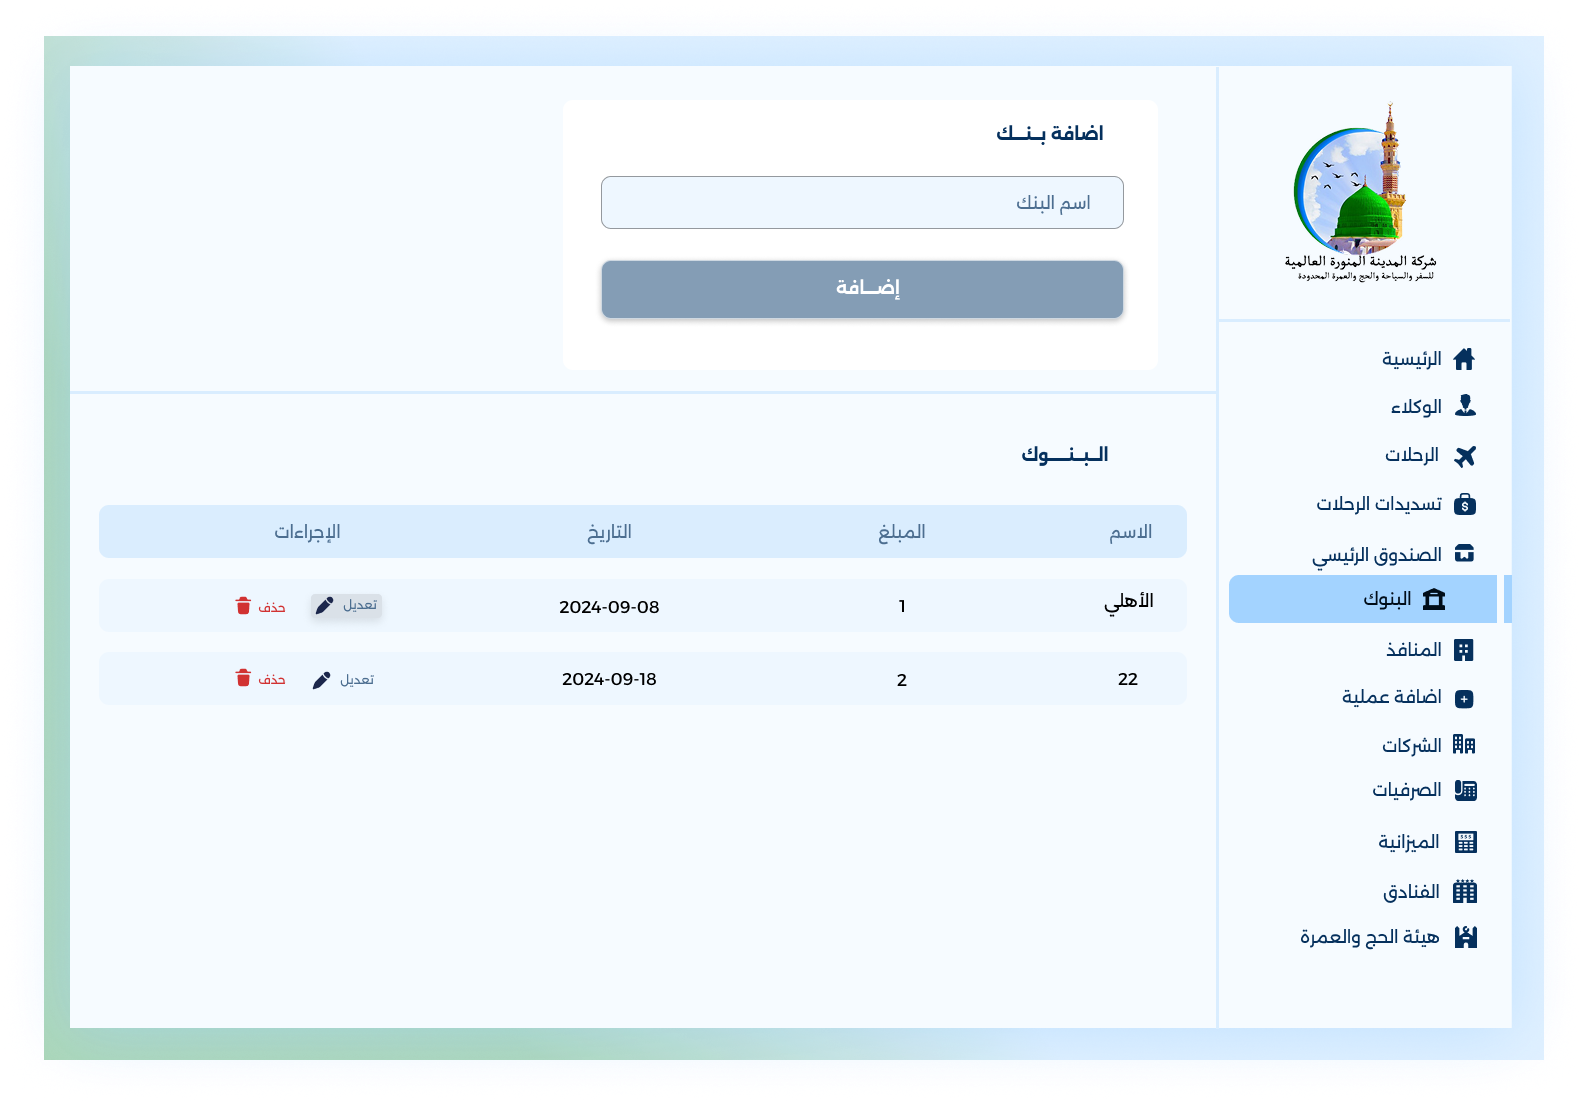 شركة المدينة المنورة العالمية
للسفر والسياحة والحج والعمرة المحدودة
الرئيسية
الوكلاء
الرحلات
تسديدات الرحلات
الصندوق الرئيسي
البنوك
المنافذ
اضافة عملية
الشركات
الصرفيات
الميزانية
الفنادق
هيئة الحج والعمرة
اضافة بـنـك
اسم البنك
إضـافة
الـبـنـوك
الاسم المبلغ التاريخ الإجراءات
الأهلي 1 2024-09-08 تعديل حذف
22 2 2024-09-18 تعديل حذف